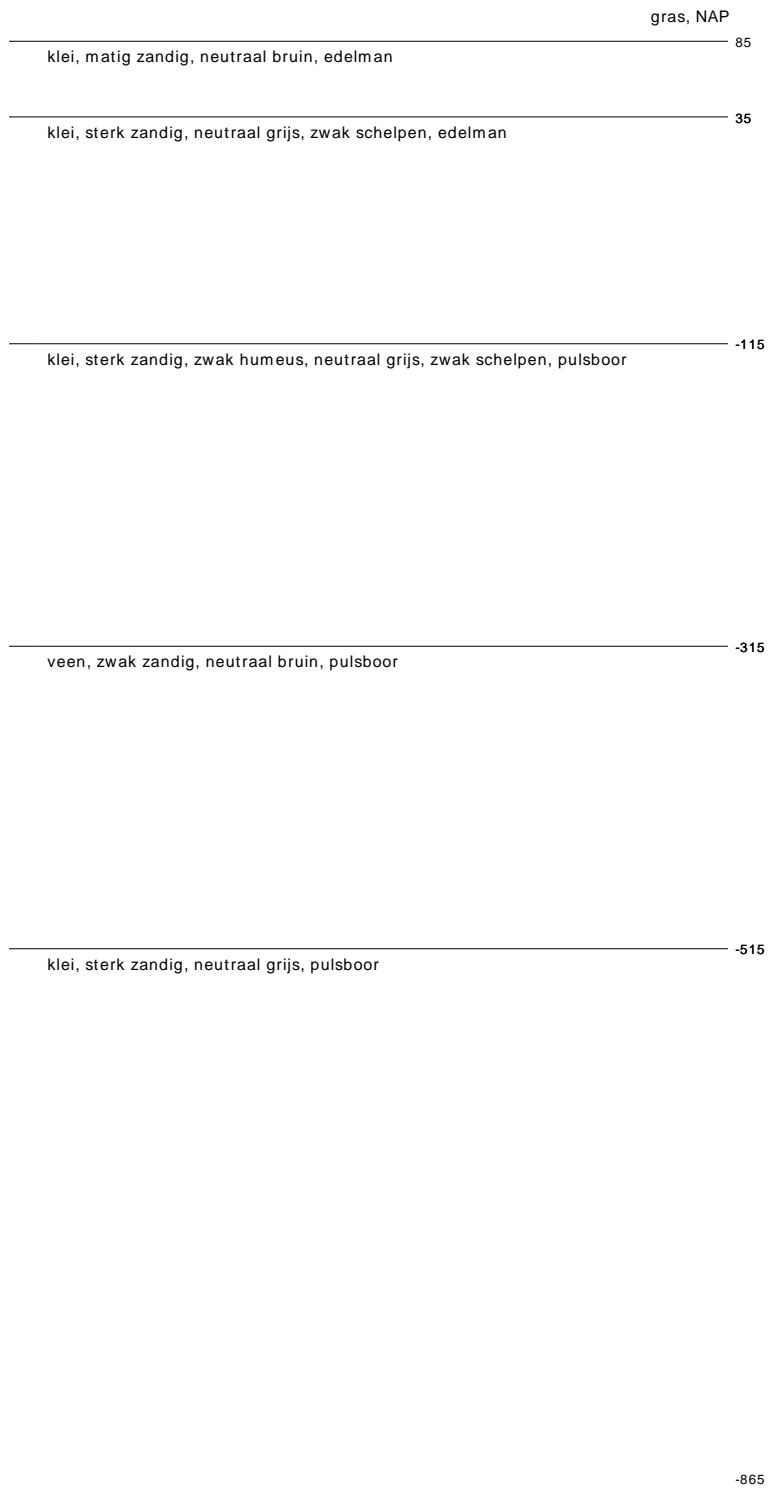 gras, NAP
85
klei, matig zandig, neutraal bruin, edelman
35
klei, sterk zandig, neutraal grijs, zwak schelpen, edelman
-115
klei, sterk zandig, zwak humeus, neutraal grijs, zwak schelpen, pulsboor
-315
veen, zwak zandig, neutraal bruin, pulsboor
-515
klei, sterk zandig, neutraal grijs, pulsboor
-865